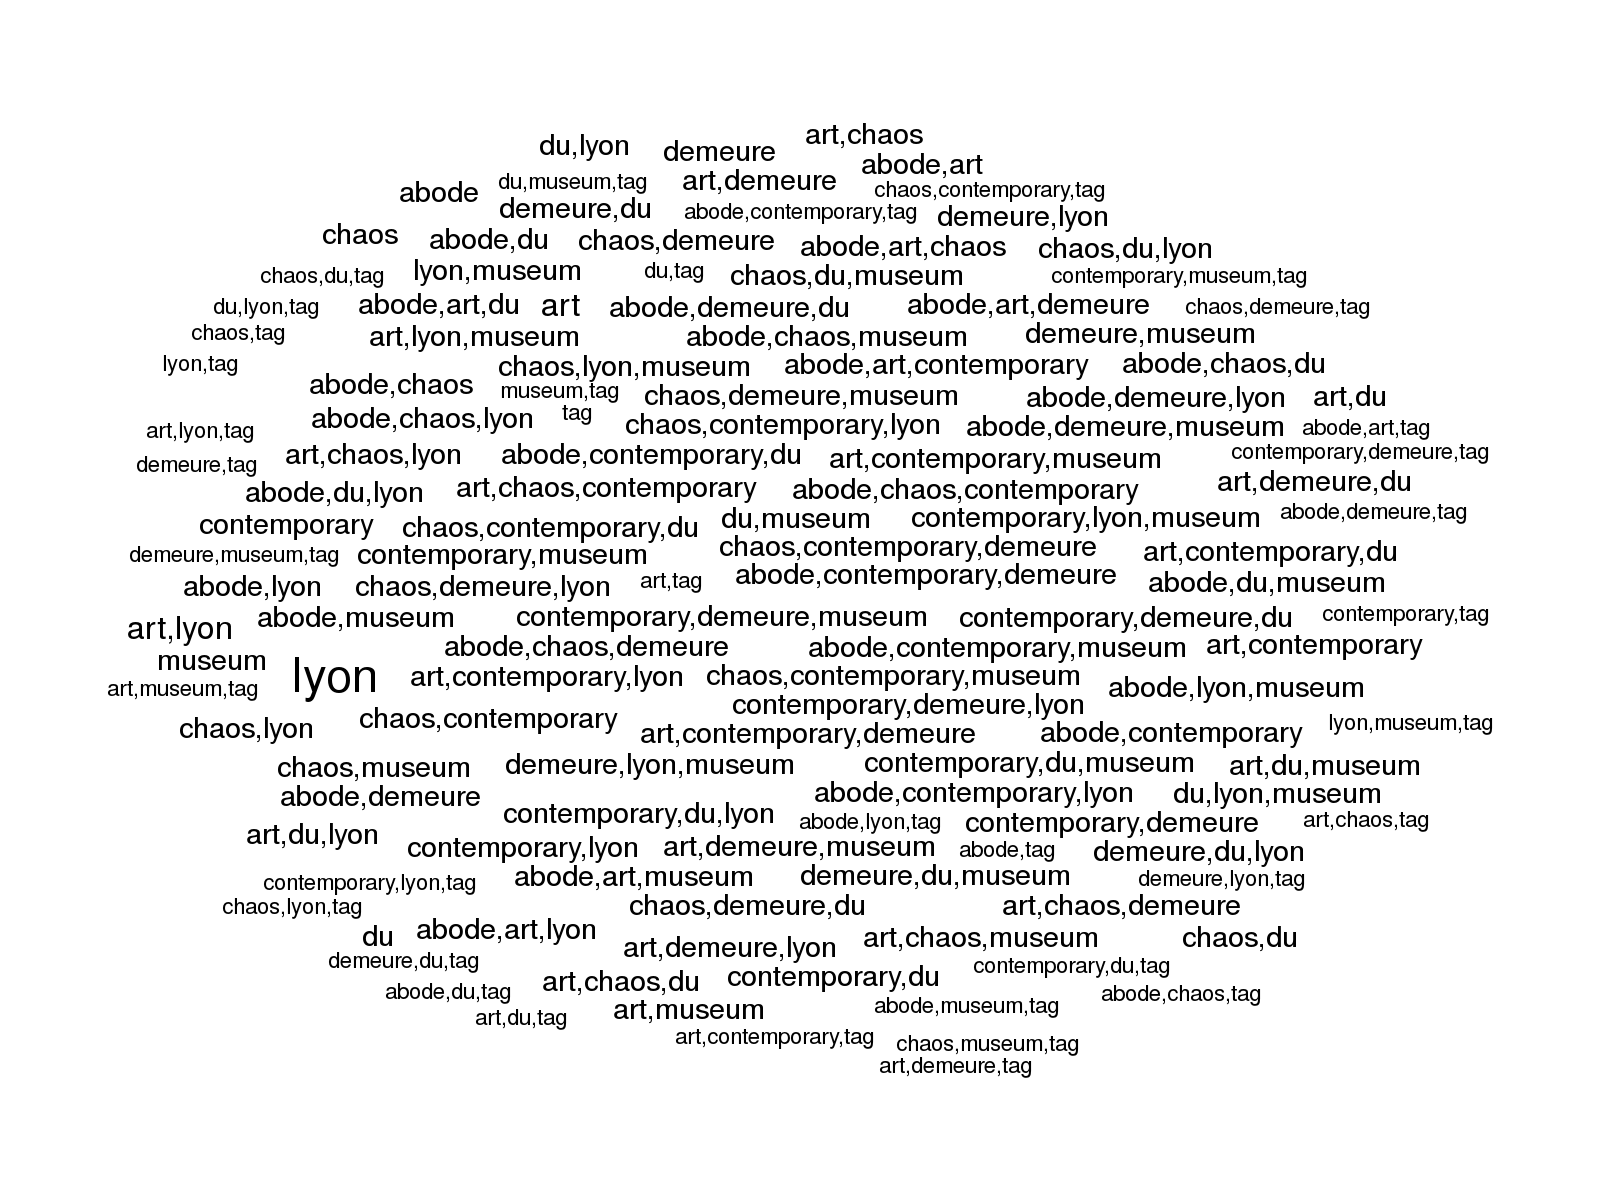 art,chaos
du,lyon demeure
abode,art
abode du,museum,tag art,demeure chaos,contemporary,tag
demeure,du abode,contemporary,tag demeure,lyon
chaos abode,du chaos,demeure abode,art,chaos chaos,du,lyon
chaos,du,tag lyon,museum du,tag chaos,du,museum contemporary,museum,tag
du,lyon,tag abode,art,du art abode,demeure,du abode,art,demeure chaos,demeure,tag
chaos,tag art,lyon,museum abode,chaos,museum demeure,museum
lyon,tag chaos,lyon,museum abode,art,contemporary abode,chaos,du
abode,chaos museum,tag chaos,demeure,museum abode,demeure,lyon art,du
abode,chaos,lyon tag chaos,contemporary,lyon abode,demeure,museum abode,art,tag
art,lyon,tag
demeure,tag art,chaos,lyon abode,contemporary,du art,contemporary,museum contemporary,demeure,tag
abode,du,lyon art,chaos,contemporary abode,chaos,contemporary art,demeure,du
contemporary chaos,contemporary,du du,museum contemporary,lyon,museum abode,demeure,tag
demeure,museum,tag contemporary,museum chaos,contemporary,demeure art,contemporary,du
abode,lyon chaos,demeure,lyon art,tag abode,contemporary,demeure abode,du,museum
art,lyon abode,museum contemporary,demeure,museum contemporary,demeure,du contemporary,tag
museum abode,chaos,demeure abode,contemporary,museum art,contemporary
art,museum,tag lyon art,contemporary,lyon chaos,contemporary,museum abode,lyon,museum
contemporary,demeure,lyon
chaos,lyon chaos,contemporary art,contemporary,demeure abode,contemporary lyon,museum,tag
chaos,museum demeure,lyon,museum contemporary,du,museum art,du,museum
abode,demeure abode,contemporary,lyon du,lyon,museum
contemporary,du,lyon abode,lyon,tag contemporary,demeure art,chaos,tag
art,du,lyon contemporary,lyon art,demeure,museum abode,tag demeure,du,lyon
contemporary,lyon,tag abode,art,museum demeure,du,museum demeure,lyon,tag
chaos,lyon,tag chaos,demeure,du art,chaos,demeure
du abode,art,lyon art,demeure,lyon art,chaos,museum chaos,du
demeure,du,tag contemporary,du,tag
abode,du,tag art,chaos,du contemporary,du abode,chaos,tag
art,du,tag art,museum abode,museum,tag
art,contemporary,tag chaos,museum,tag
art,demeure,tag